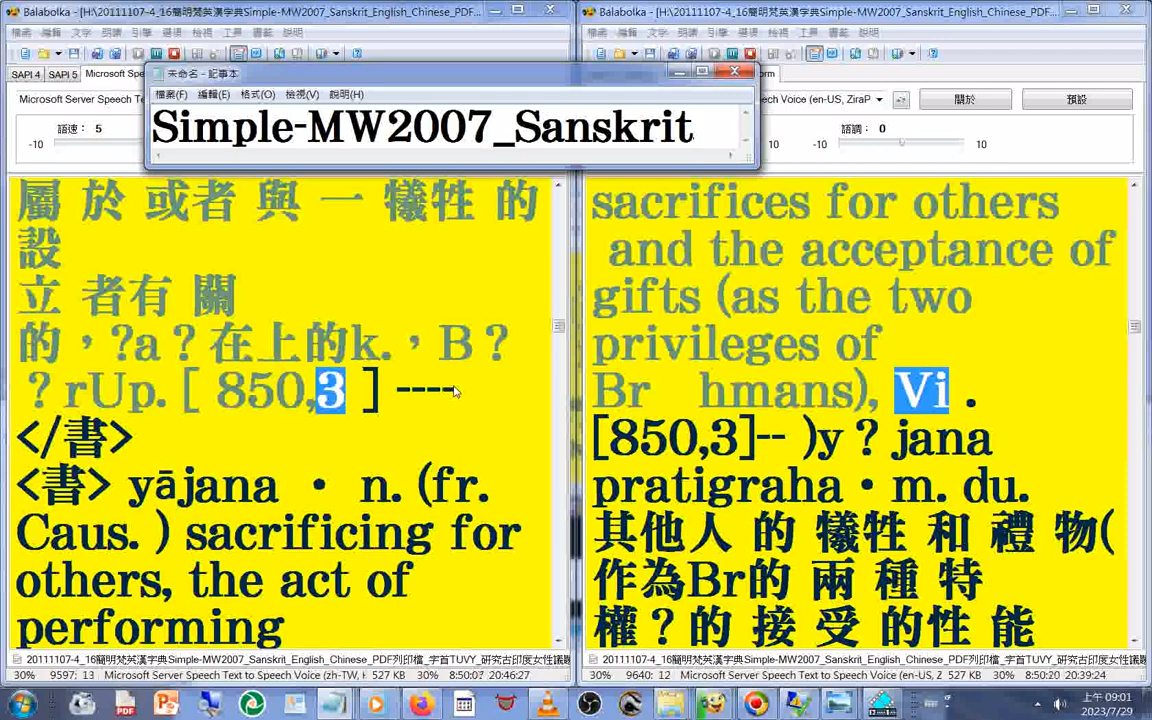 Balabolka - [H:\20111107-4_16簡明梵英漢字典Simple-MW2007_Sanskrit_English_Chinese_PDF...
Balabolka - [H:\20111107-4_16簡明梵英漢字典Simple-MW2007_Sanskrit_English_Chinese_PDF...
SAPI 4 SAPI 5 Microsoft Spe
未命名 - 記事本
檔案(F) 編輯(E) 格式(O) 檢視(V) 說明(H)
Simple-MW2007_Sanskrit
Microsoft Server Speech Te
ech Voice (en-US, ZiraP
關於
預設
語速： 5
語調： 0
-10
10
-10
10
屬 於 或者 與 一 犧牲 的
設
立 者有 關
的，?a？在上的k.，B？
？rUp. [ 850,3 ] ----
</書>
<書> yājana ‧ n. (fr.
Caus. ) sacrificing for
others, the act of
performing
sacrifices for others
and the acceptance of
gifts (as the two
privileges of
Br hmans), Vi .
[850,3]-- )y？jana
pratigraha‧m. du.
其他人 的 犧牲 和 禮 物(
作為Br的 兩 種 特
權？的 接 受 的性 能
20111107-4_16簡明梵英漢字典Simple-MW2007_Sanskrit_English_Chinese_PDF列印檔_字首TUVY_研究古印度女性議題
20111107-4_16簡明梵英漢字典Simple-MW2007_Sanskrit_English_Chinese_PDF列印檔_字首TUVY_研究古印度女性議題
30% 9597: 13 Microsoft Server Speech Text to Speech Voice (zh-TW, H 527 KB 8:50:07 20:46:27
30% 9640: 12 Microsoft Server Speech Text to Speech Voice (en-US, Z 527 KB 8:50:07 20:39:24
上午 09:01
2023/7/29